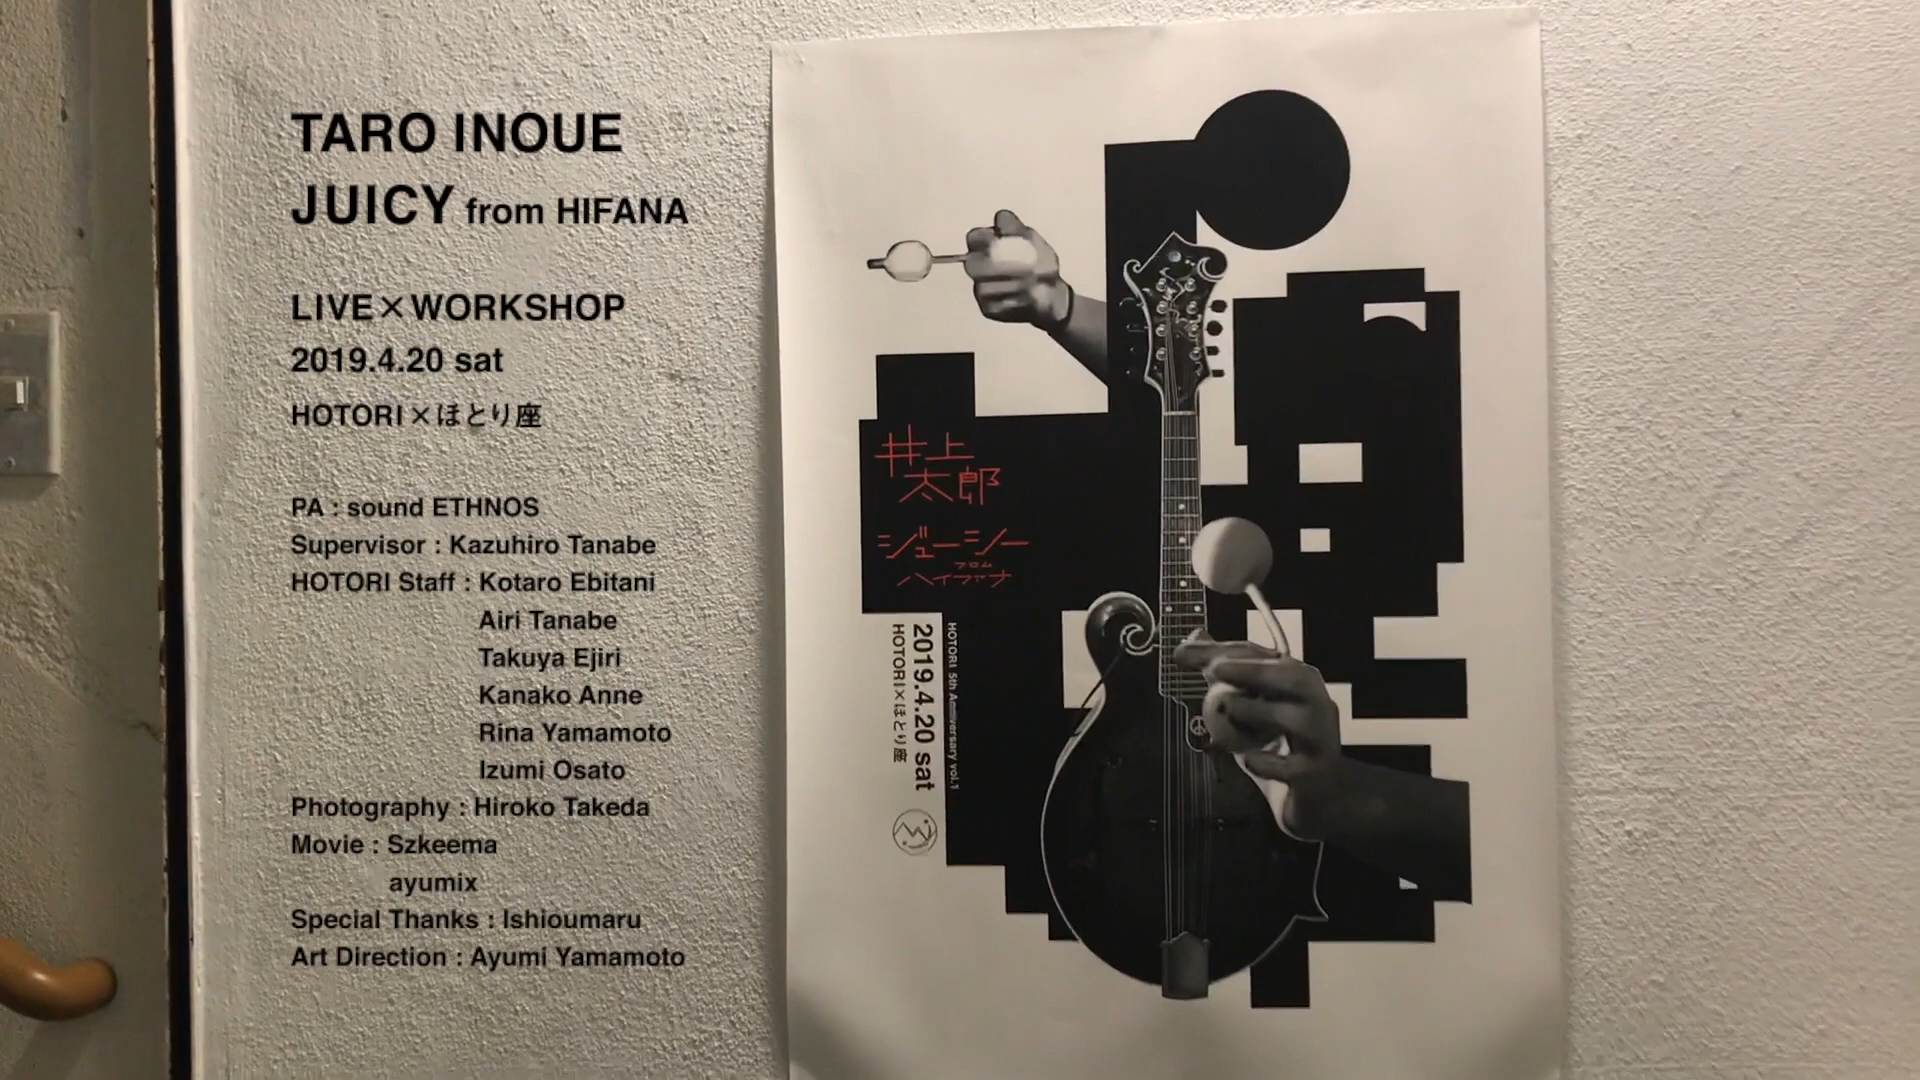 TARO INOUE
JUICY from HIFANA
LIVE×WORKSHOP
2019.4.20 sat
HOTORI×ほとり座
PA : sound ETHNOS
Supervisor : Kazuhiro Tanabe
HOTORI Staff : Kotaro Ebitani
Airi Tanabe
Takuya Ejiri
Kanako Anne
Rina Yamamoto
Izumi Osato
Photography : Hiroko Takeda
Movie : Szkeema
ayumix
Special Thanks : Ishioumaru
Art Direction : Ayumi Yamamoto
井上
太郎
ジューシー
フロム
ハイファナ
HOTORI 5th Anniversary vol.1
2019.4.20 sat
HOTORI×ほとり座